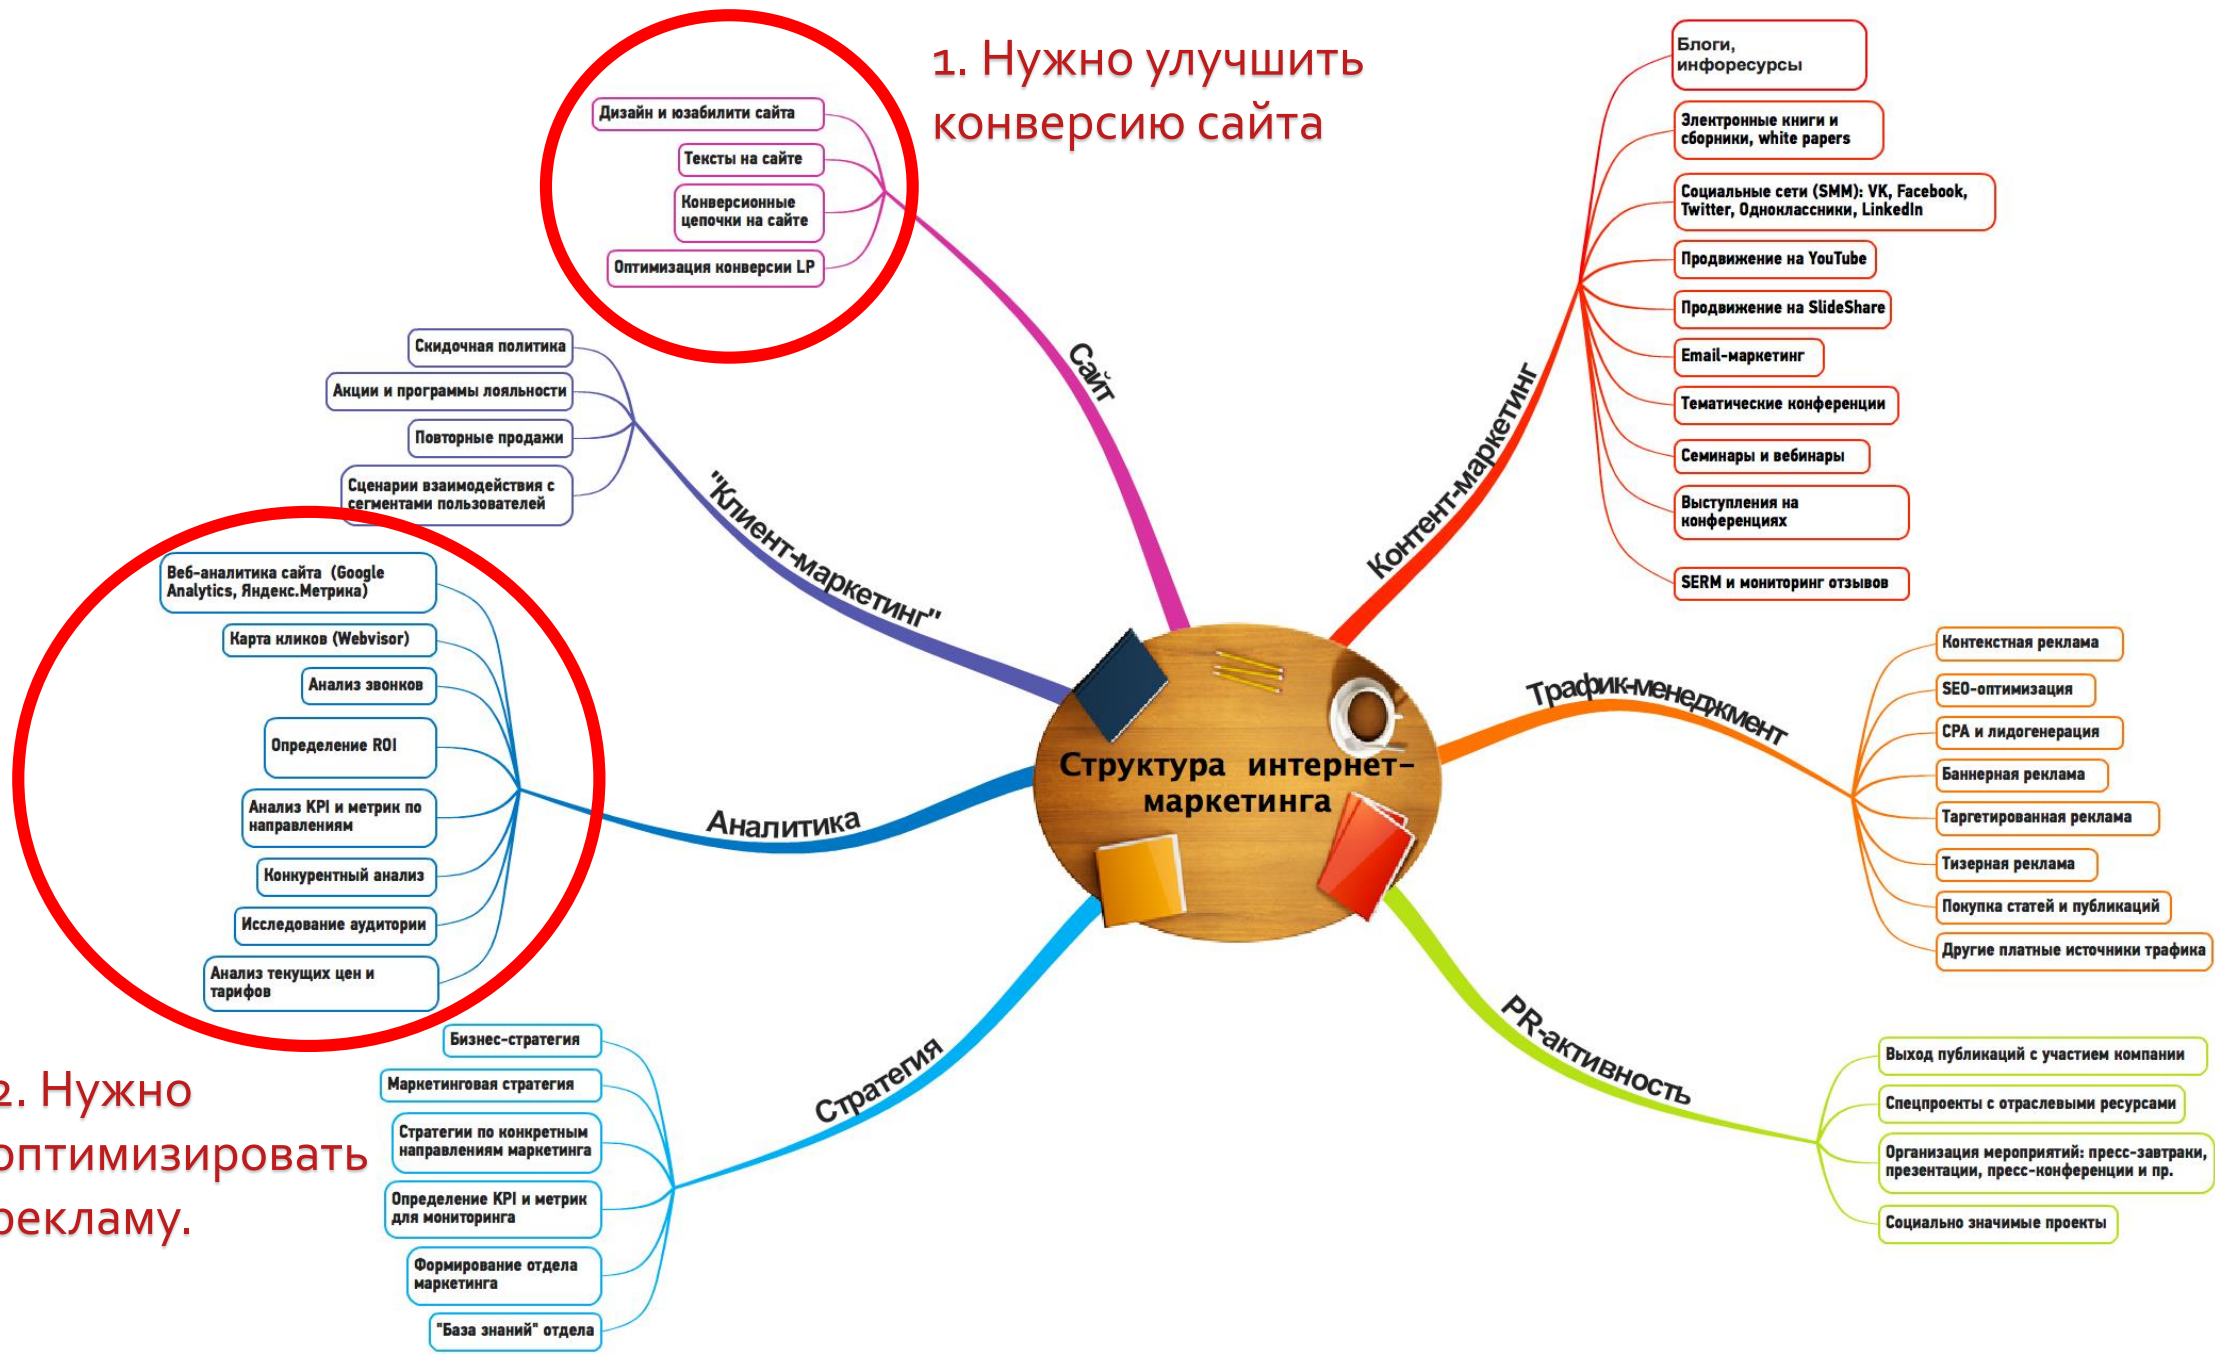 1. Нужно улучшить
конверсию сайта
Дизайн и юзабилити сайта
Тексты на сайте
Конверсионные
цепочки на сайте
Оптимизация конверсии LP
Сайт
Скидочная политика
Акции и программы лояльности
Повторные продажи
Сценарии взаимодействия с
сегментами пользователей
"Клиент-маркетинг"
Веб-аналитика сайта (Google
Analytics, Яндекс.Метрика)
Карта кликов (Webvisor)
Анализ звонков
Определение ROI
Анализ KPI и метрик по
направлениям
Конкурентный анализ
Исследование аудитории
Анализ текущих цен и
тарифов
Аналитика
2. Нужно
оптимизировать
рекламу.
Бизнес-стратегия
Маркетинговая стратегия
Стратегии по конкретным
направлениям маркетинга
Определение KPI и метрик
для мониторинга
Формирование отдела
маркетинга
"База знаний" отдела
Стратегия
Структура интернет-
маркетинга
Контент-маркетинг
Блоги,
инфоресурсы
Электронные книги и
сборники, white papers
Социальные сети (SMM): VK, Facebook,
Twitter, Одноклассники, LinkedIn
Продвижение на YouTube
Продвижение на SlideShare
Email-маркетинг
Тематические конференции
Семинары и вебинары
Выступления на
конференциях
SERM и мониторинг отзывов
Трафик-менеджмент
Контекстная реклама
SEO-оптимизация
CPA и лидогенерация
Баннерная реклама
Таргетированная реклама
Тизерная реклама
Покупка статей и публикаций
Другие платные источники трафика
PR-активность
Выход публикаций с участием компании
Спецпроекты с отраслевыми ресурсами
Организация мероприятий: пресс-завтраки,
презентации, пресс-конференции и пр.
Социально значимые проекты